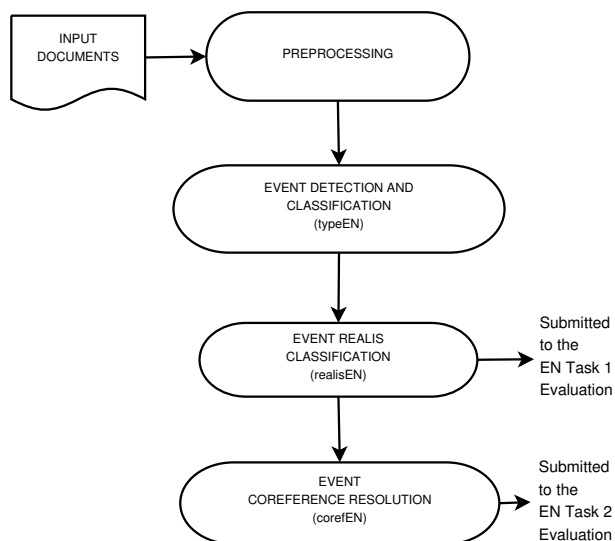 INPUT
DOCUMENTS
PREPROCESSING
EVENT DETECTION AND
CLASSIFICATION
(typeEN)
EVENT REALIS
CLASSIFICATION
(realisEN)
Submitted
to the
EN Task 1
Evaluation
EVENT
COREFERENCE RESOLUTION
(corefEN)
Submitted
to the
EN Task 2
Evaluation